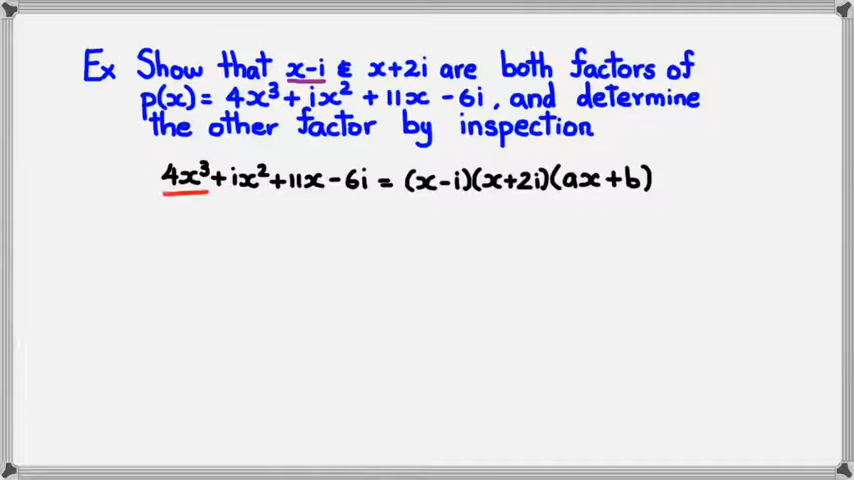 Ex Show that x-i & x+2i are both factors of
p(x) = 4x³ + ix² + 11x - 6i, and determine
the other factor by inspection
4x³ + ix² + 11x - 6i = (x-i)(x+2i)(ax+b)